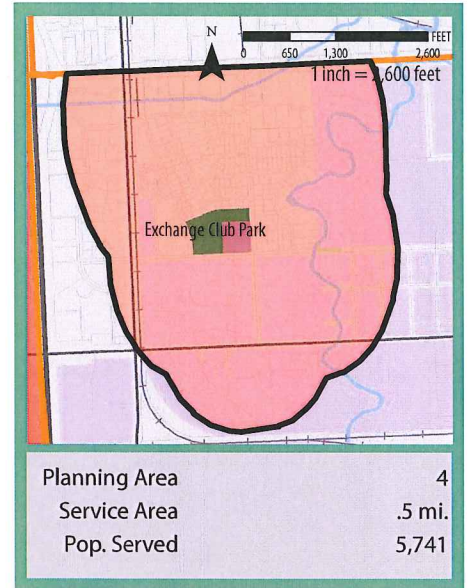 N
FEET
0 650 1,300 2,600
1 inch = 2,600 feet
Exchange Club Park
Planning Area 4
Service Area .5 mi.
Pop. Served 5,741